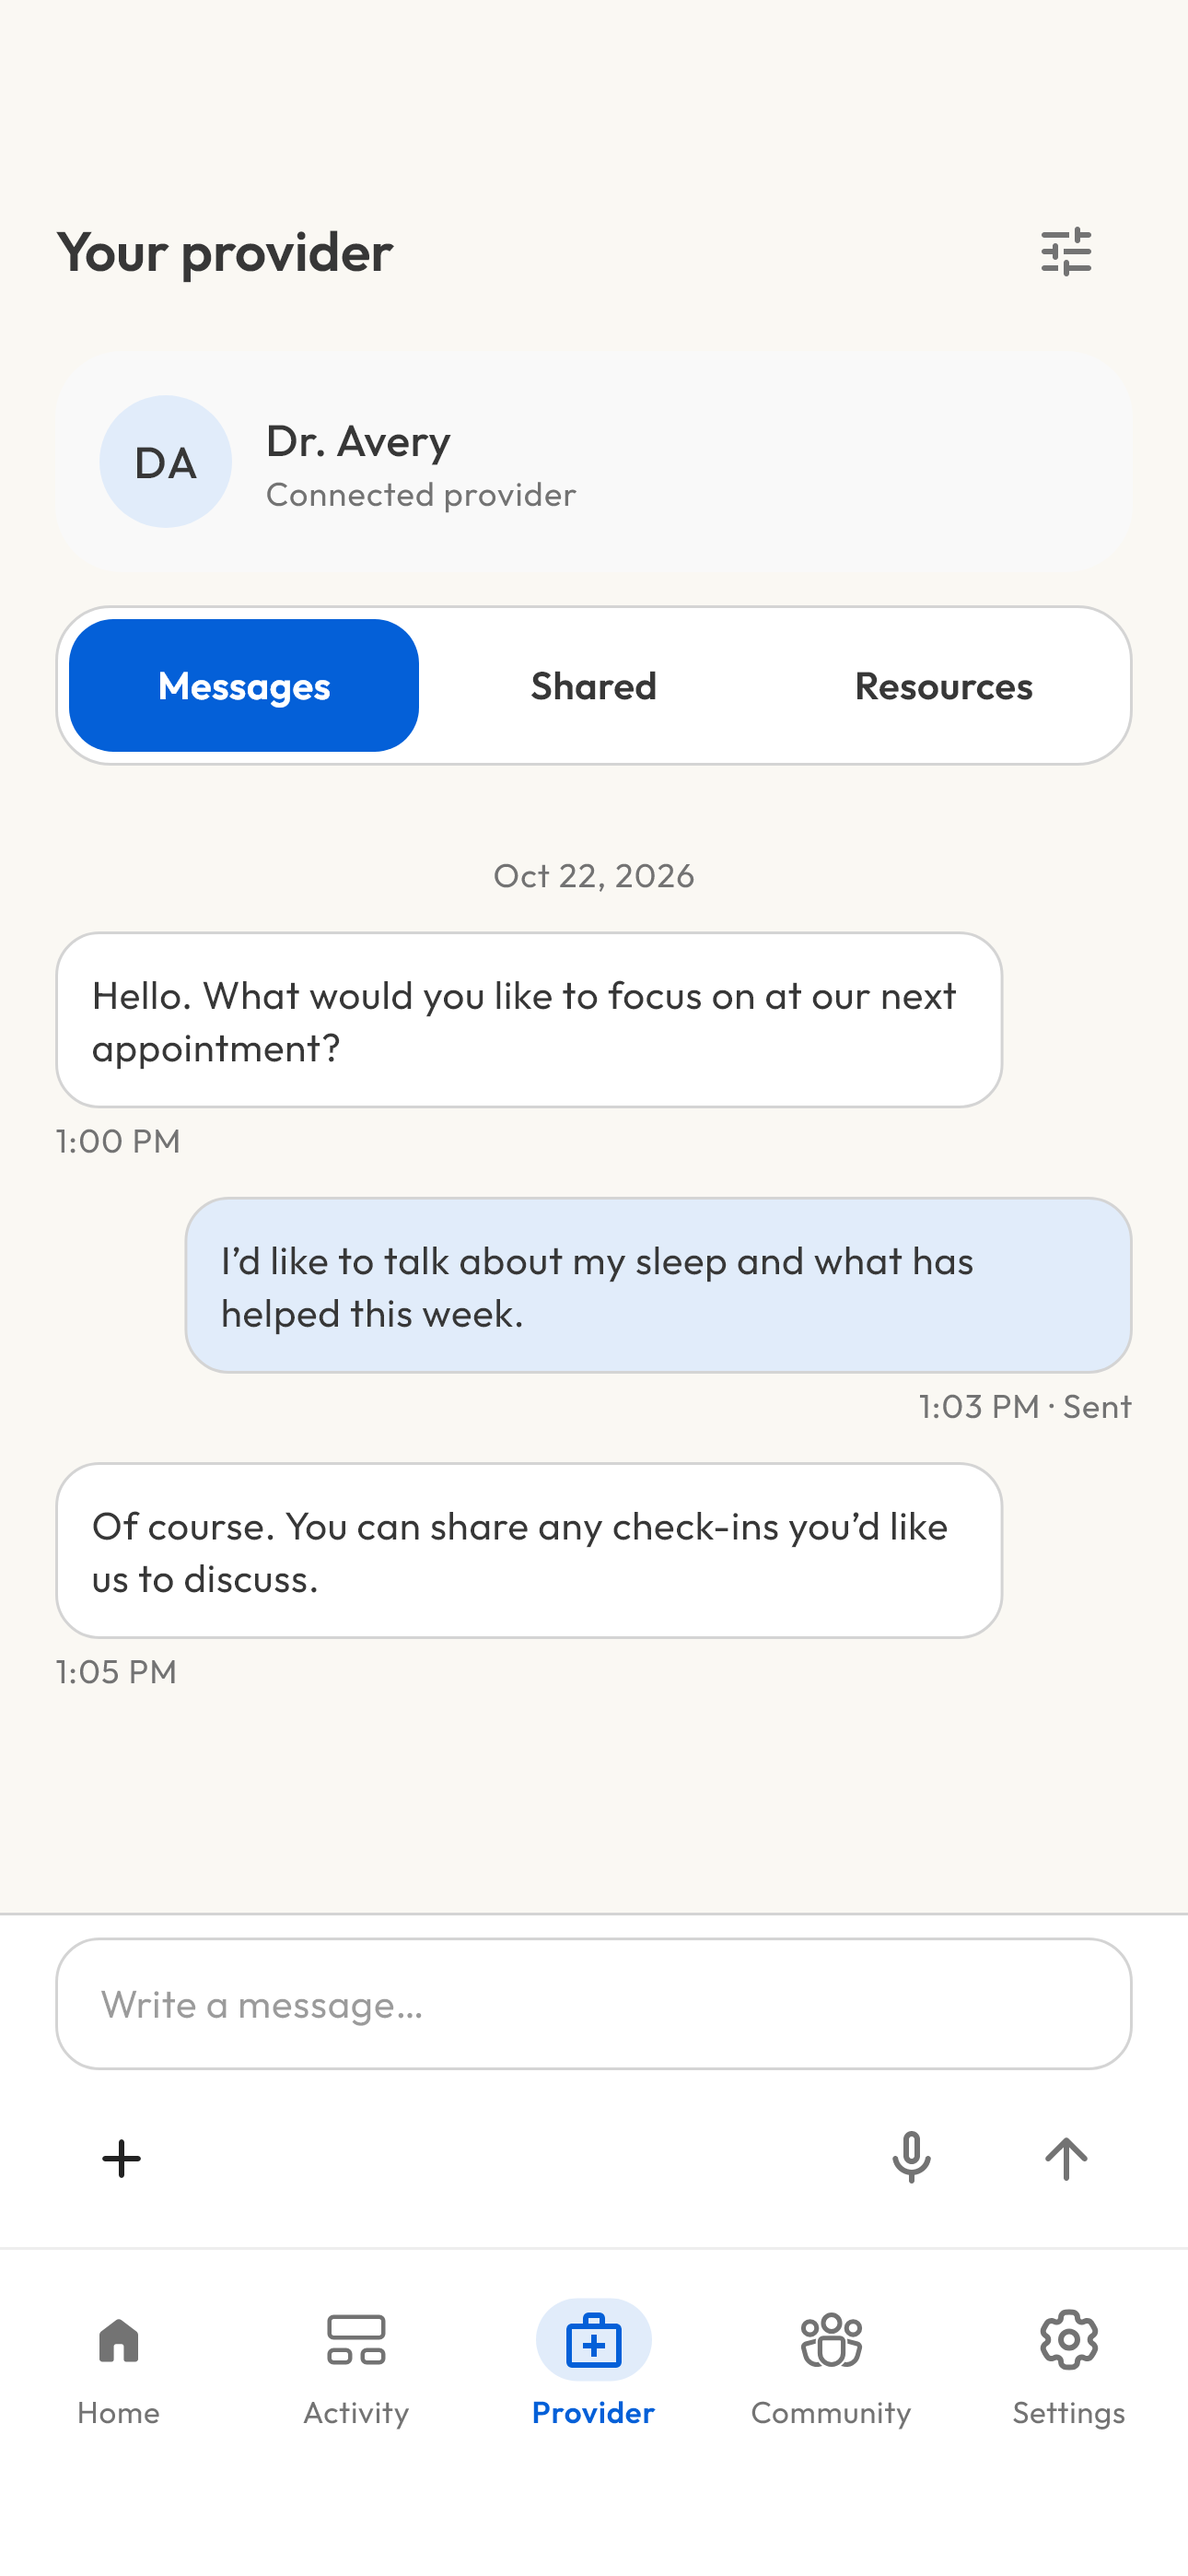 Your provider
DA
Dr. Avery
Connected provider
Messages
Shared
Resources
Oct 22, 2026
Hello. What would you like to focus on at our next
appointment?
1:00 PM
I’d like to talk about my sleep and what has
helped this week.
1:03 PM · Sent
Of course. You can share any check-ins you’d like
us to discuss.
1:05 PM
Write a message…
Home
Activity
Provider
Community
Settings